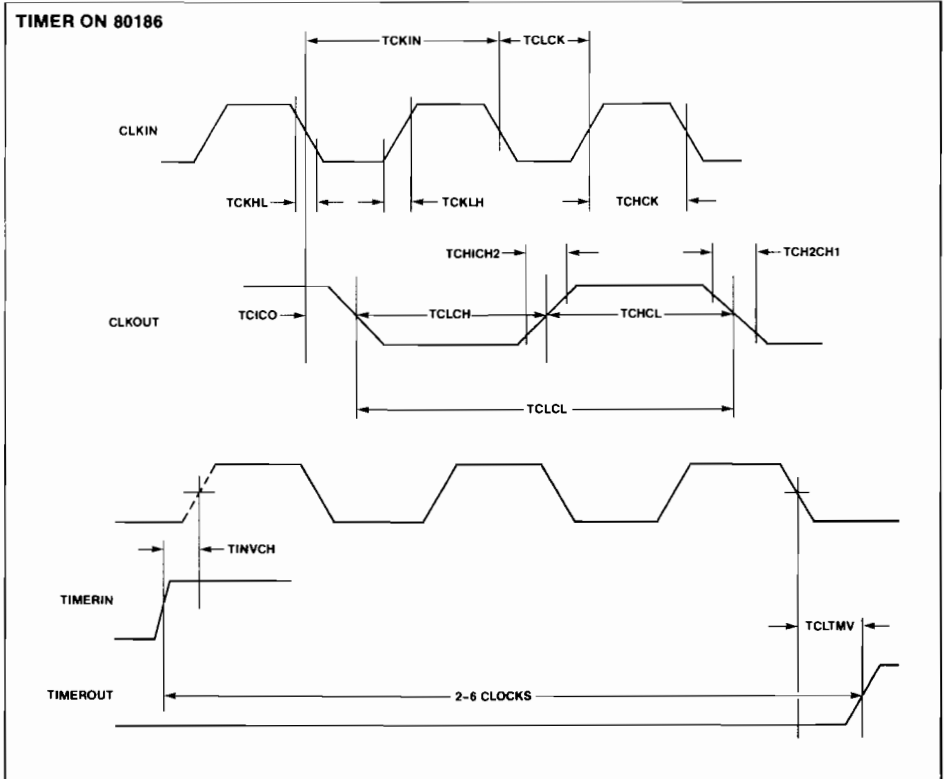 TIMER ON 80186
TCKIN
TCLCK
CLKIN
TCKHL
TCKLH
TCHCK
TCHICH2
TCH2CH1
CLKOUT
TCICO
TCLCH
TCHCL
TCLCL
TINVCH
TIMERIN
TCLTMV
TIMEROUT
2-6 CLOCKS